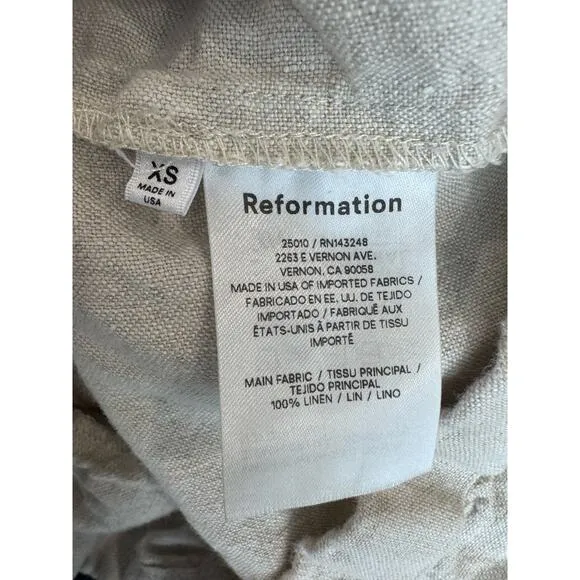 XS
MADE IN
USA
Reformation
25010 / RN143248
2263 E VERNON AVE.
VERNON, CA 90058
MADE IN USA OF IMPORTED FABRICS /
FABRICADO EN EE. UU. DE TEJIDO
IMPORTADO / FABRIQUÉ AUX
ÉTATS-UNIS À PARTIR DE TISSU
IMPORTÉ
MAIN FABRIC / TISSU PRINCIPAL /
TEJIDO PRINCIPAL
100% LINEN / LIN / LINO